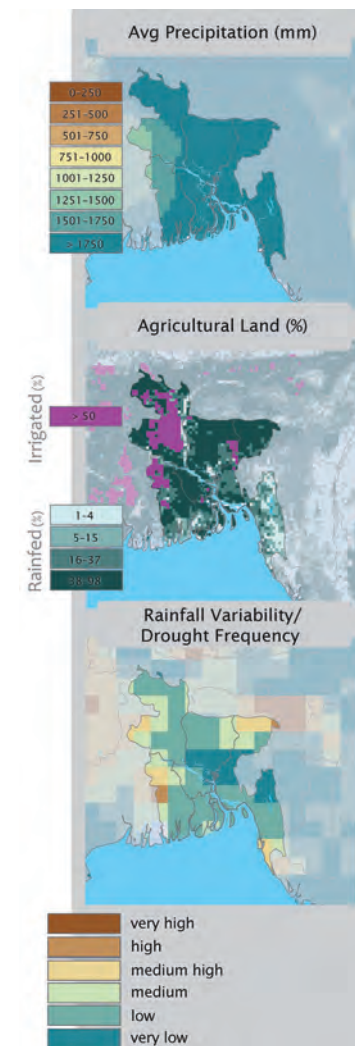 Avg Precipitation (mm)
0-250
251-500
501-750
751-1000
1001-1250
1251-1500
1501-1750
> 1750
Agricultural Land (%)
Irrigated (%)
> 50
Rainfed (%)
1-4
5-15
16-37
38-98
Rainfall Variability/
Drought Frequency
very high
high
medium high
medium
low
very low